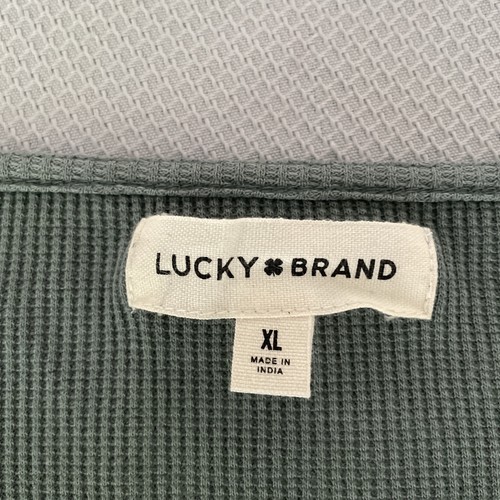 LUCKY BRAND
XL
MADE IN
INDIA